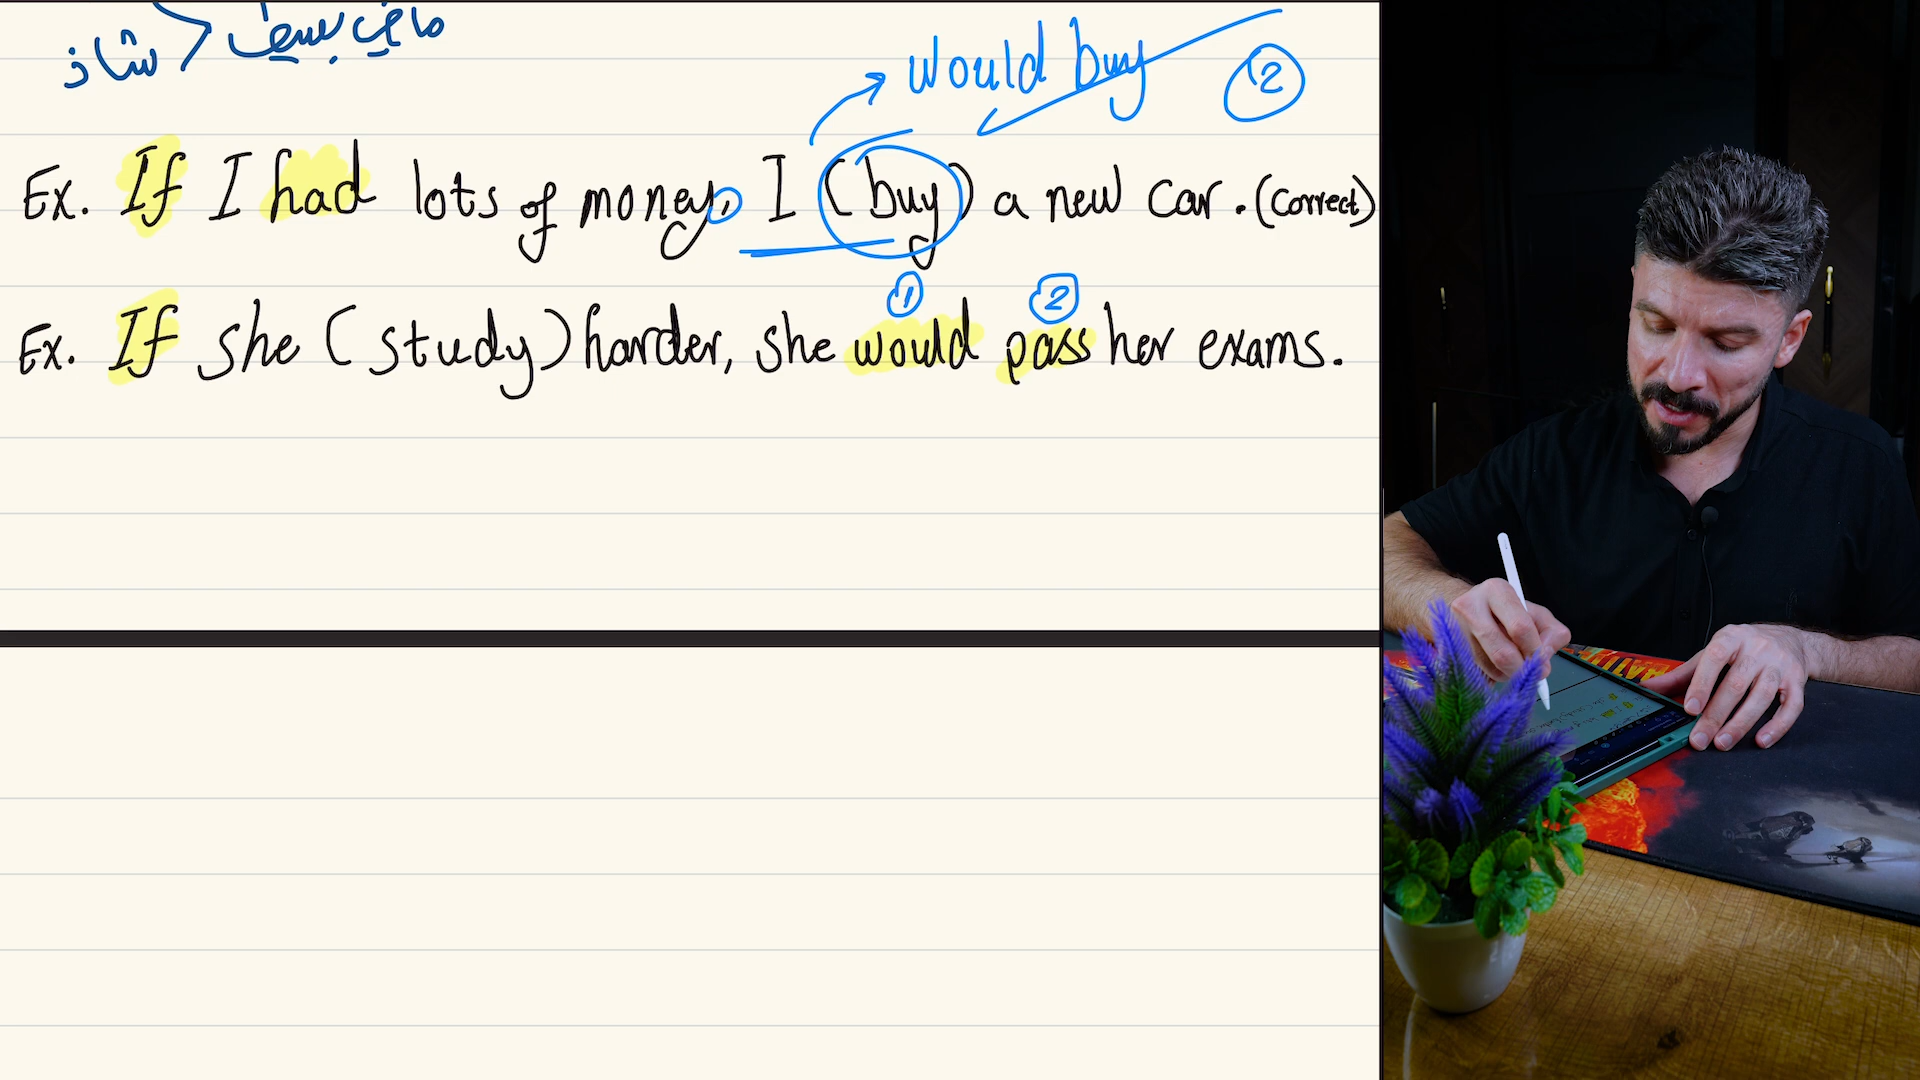 ماضي بسيط < شاذ
would buy ②
Ex. If I had lots of money, I (buy) a new car. (Correct)
① ②
Ex. If she (study) harder, she would pass her exams.